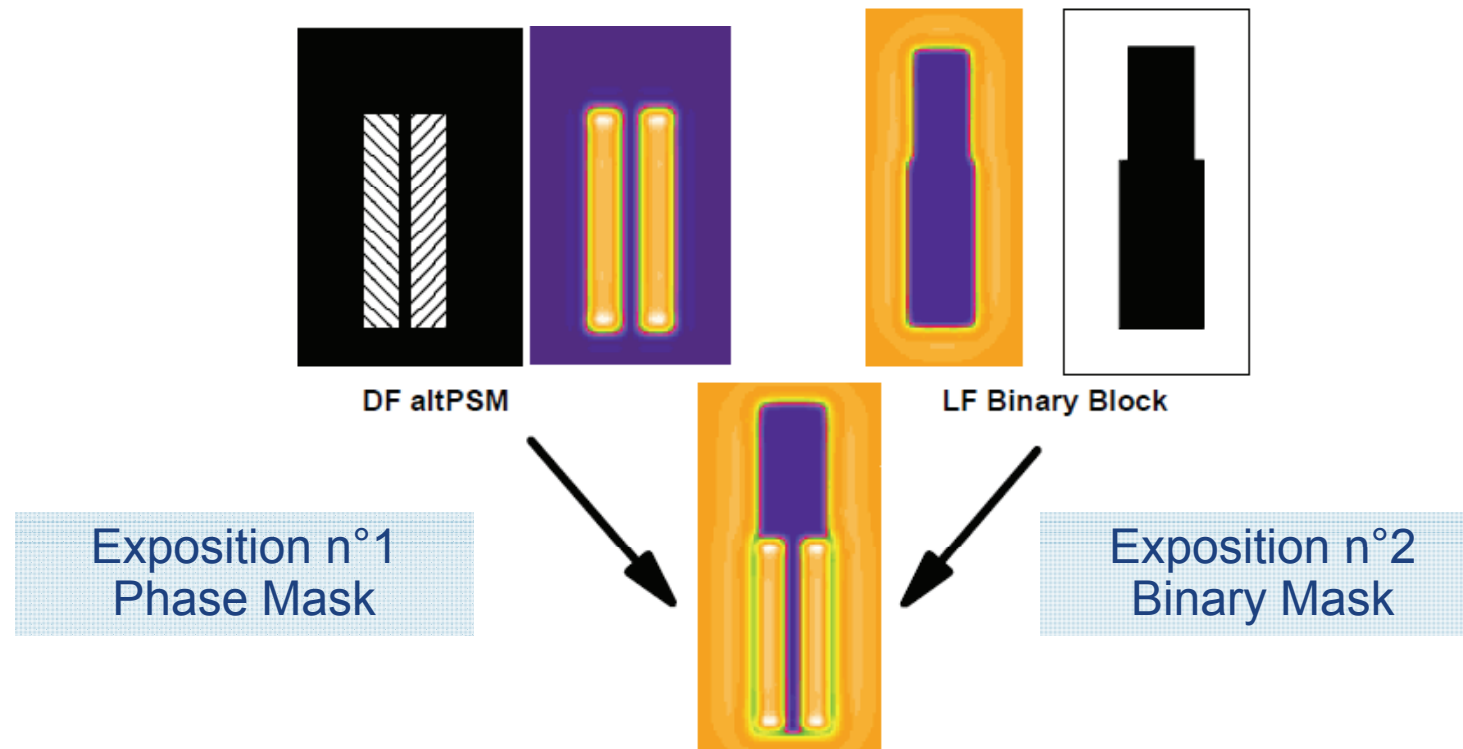 DF altPSM
LF Binary Block
Exposition n°1
Phase Mask
Exposition n°2
Binary Mask